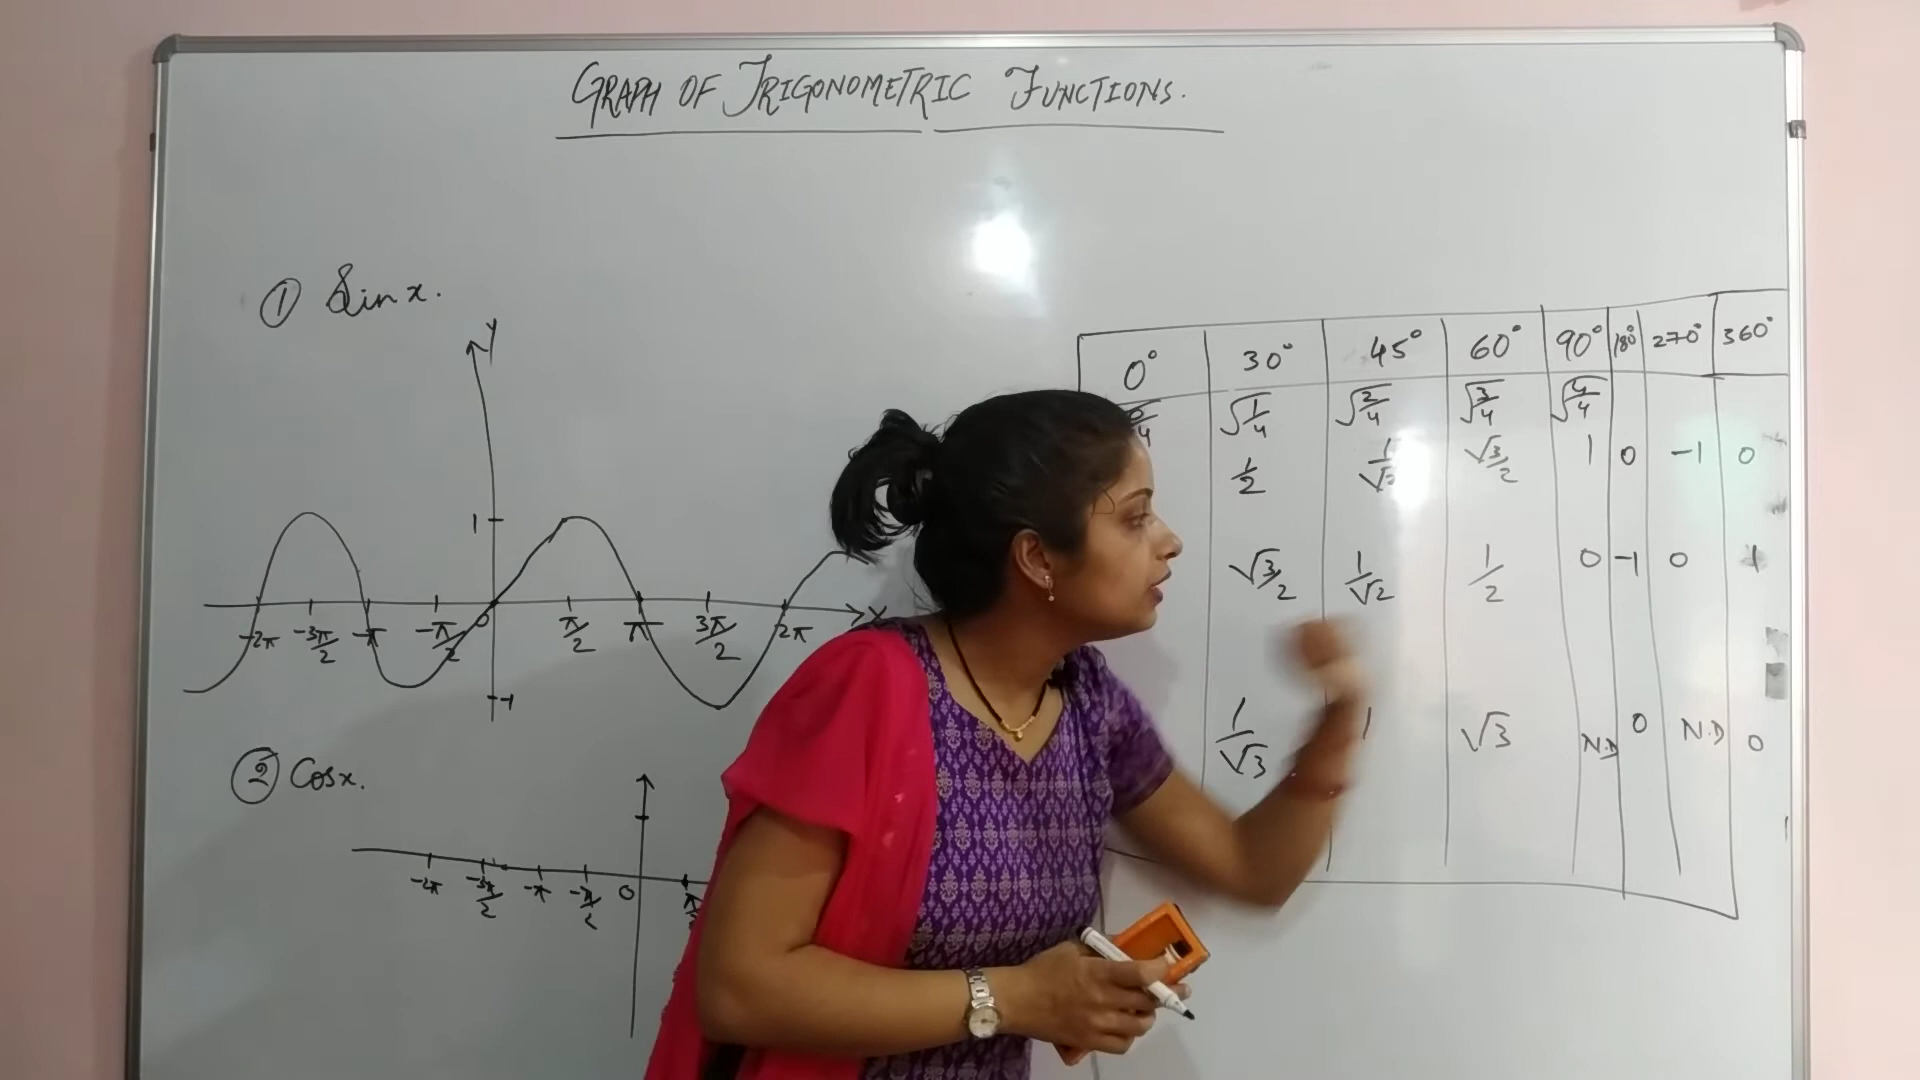 GRAPH OF TRIGONOMETRIC FUNCTIONS.
① Sin x.
Y
1
-2π -3π/2 -π -π/2 0 π/2 π 3π/2 2π X
-1
② Cos x.
-2π -3π/2 -π 0
0° 30° 45° 60° 90° 180° 270° 360°
√1/4 √2/4 √3/4 √4/4
1/2 √3/2 1 0 -1 0
√3/2 1/√2 1/2 0 -1 0 1
1/√3 1 √3 N.D 0 N.D 0